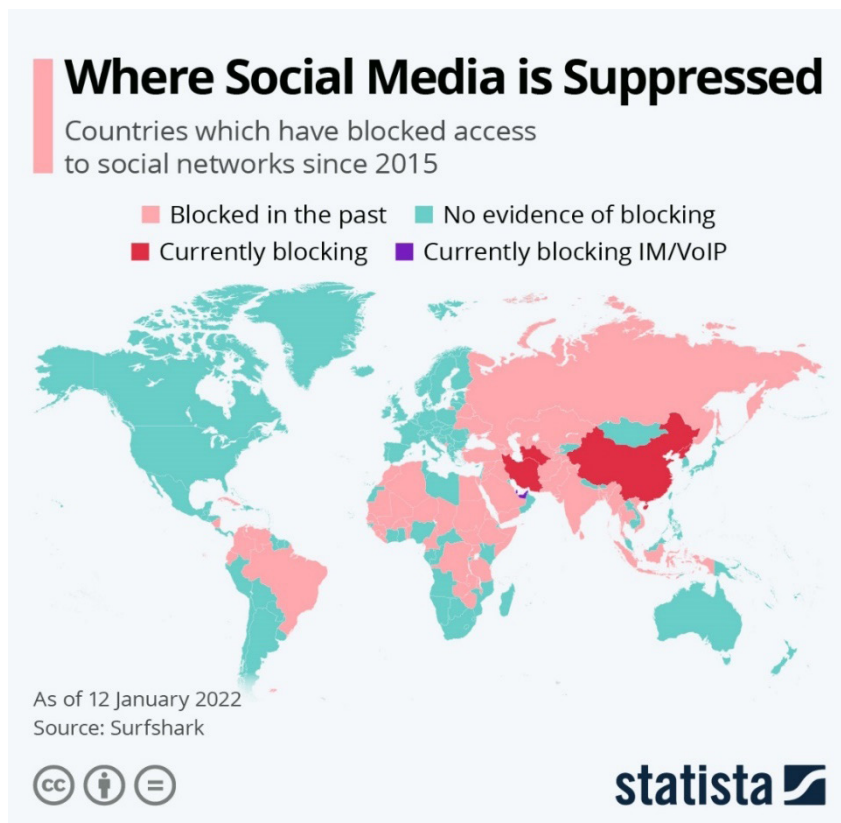 Where Social Media is Suppressed
Countries which have blocked access
to social networks since 2015
Blocked in the past No evidence of blocking
Currently blocking Currently blocking IM/VoIP
As of 12 January 2022
Source: Surfshark
cc
statista